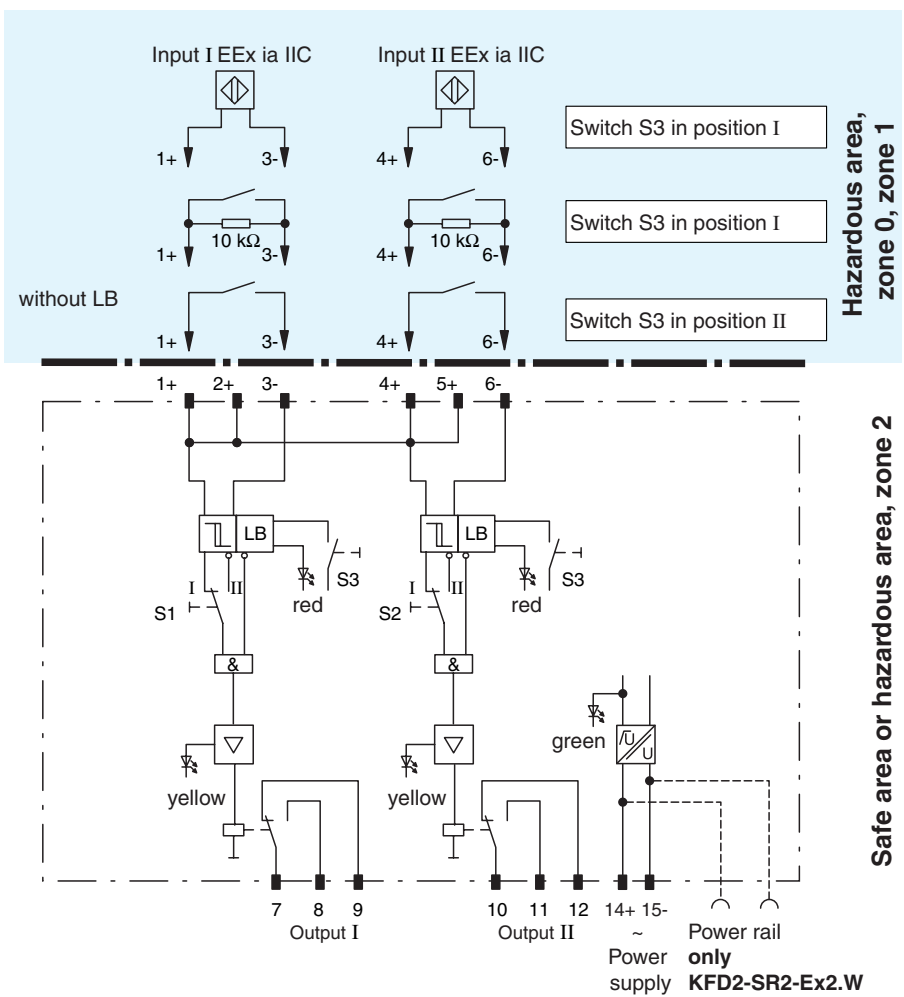 Input I EEx ia IIC
Input II EEx ia IIC
1+ 3-
4+ 6-
Switch S3 in position I
10 kΩ
1+ 3-
10 kΩ
4+ 6-
Switch S3 in position I
without LB
1+ 3-
4+ 6-
Switch S3 in position II
Hazardous area,
zone 0, zone 1
1+ 2+ 3-
4+ 5+ 6-
LB
LB
I II
S1
red
S3
I II
S2
red
S3
&
&
yellow
yellow
green
U
U
7 8 9
Output I
10 11 12
Output II
14+ 15-
~
Power
supply
Power rail
only
KFD2-SR2-Ex2.W
Safe area or hazardous area, zone 2